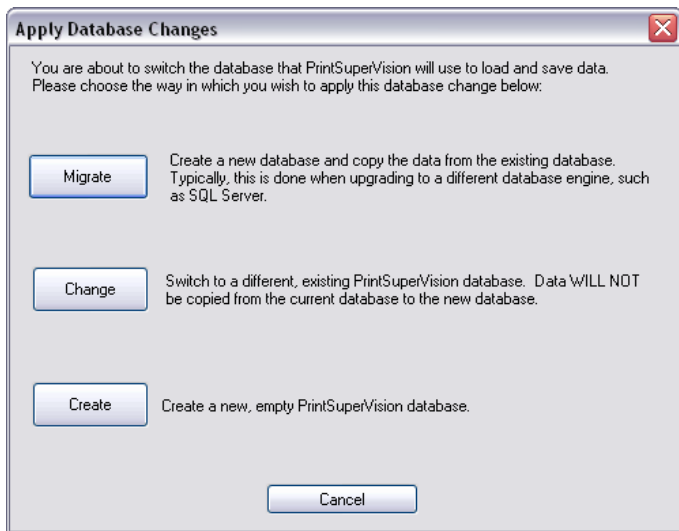 Apply Database Changes
You are about to switch the database that PrintSuperVision will use to load and save data.
Please choose the way in which you wish to apply this database change below:
Migrate
Create a new database and copy the data from the existing database.
Typically, this is done when upgrading to a different database engine, such
as SQL Server.
Change
Switch to a different, existing PrintSuperVision database.  Data WILL NOT
be copied from the current database to the new database.
Create
Create a new, empty PrintSuperVision database.
Cancel